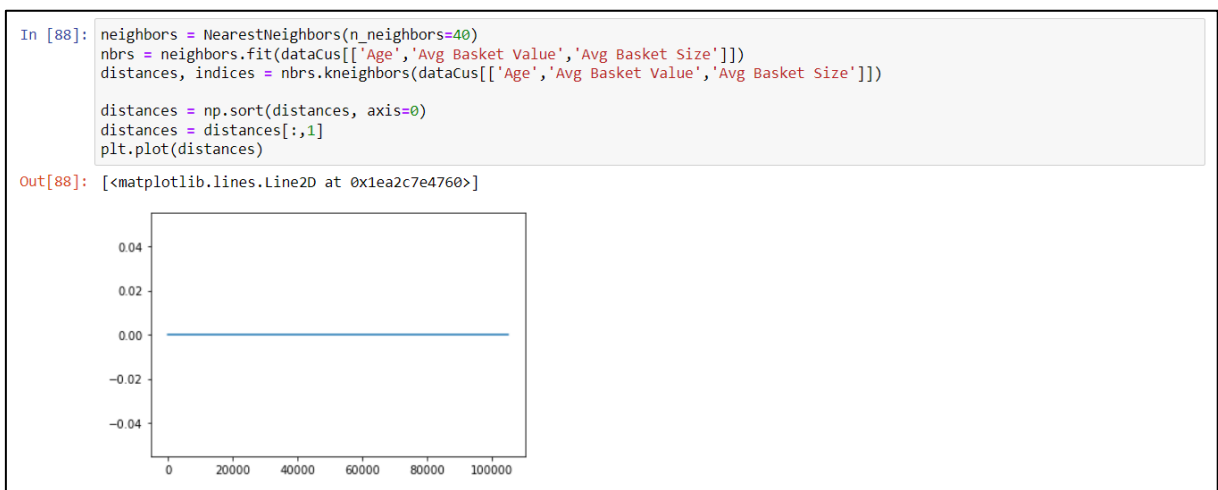 In [88]: neighbors = NearestNeighbors(n_neighbors=40)
nbrs = neighbors.fit(dataCus[['Age','Avg Basket Value','Avg Basket Size']])
distances, indices = nbrs.kneighbors(dataCus[['Age','Avg Basket Value','Avg Basket Size']])
distances = np.sort(distances, axis=0)
distances = distances[:,1]
plt.plot(distances)
Out[88]: [<matplotlib.lines.Line2D at 0x1ea2c7e4760>]
0.04
0.02
0.00
−0.02
−0.04
0 20000 40000 60000 80000 100000